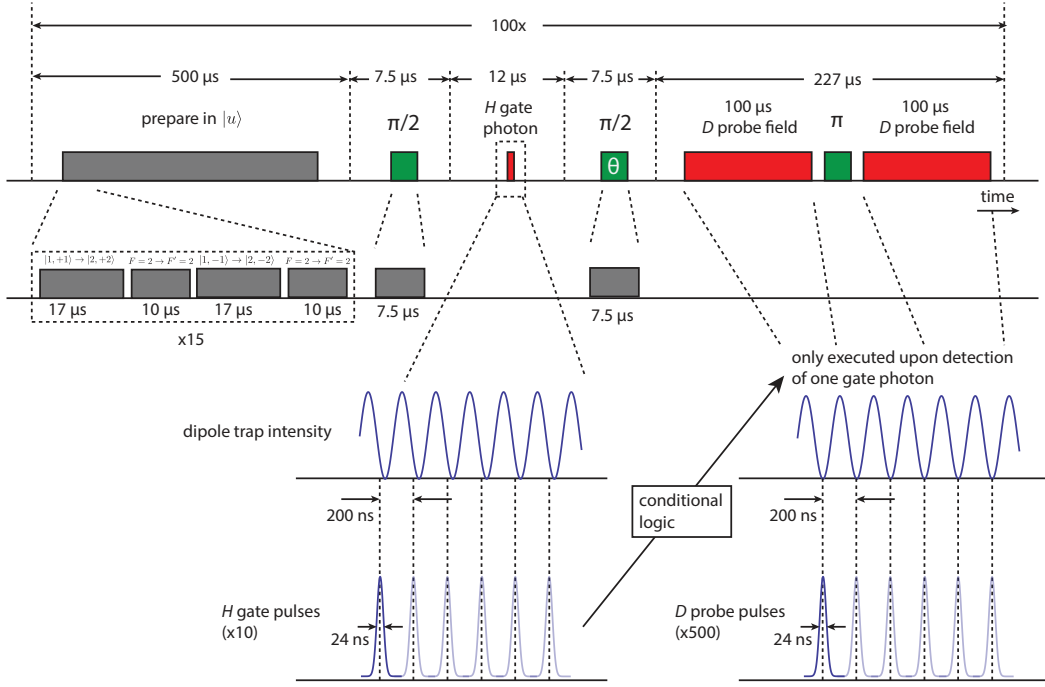 100x
500 µs
7.5 µs
12 µs
7.5 µs
227 µs
prepare in |u⟩
π/2
H gate
photon
π/2
θ
100 µs
D probe field
π
100 µs
D probe field
time
|1,+1⟩ → |2,+2⟩
F = 2 → F' = 2
|1,−1⟩ → |2,−2⟩
F = 2 → F' = 2
17 µs
10 µs
17 µs
10 µs
7.5 µs
7.5 µs
x15
only executed upon detection
of one gate photon
dipole trap intensity
conditional
logic
200 ns
200 ns
H gate pulses
(x10)
24 ns
D probe pulses
(x500)
24 ns